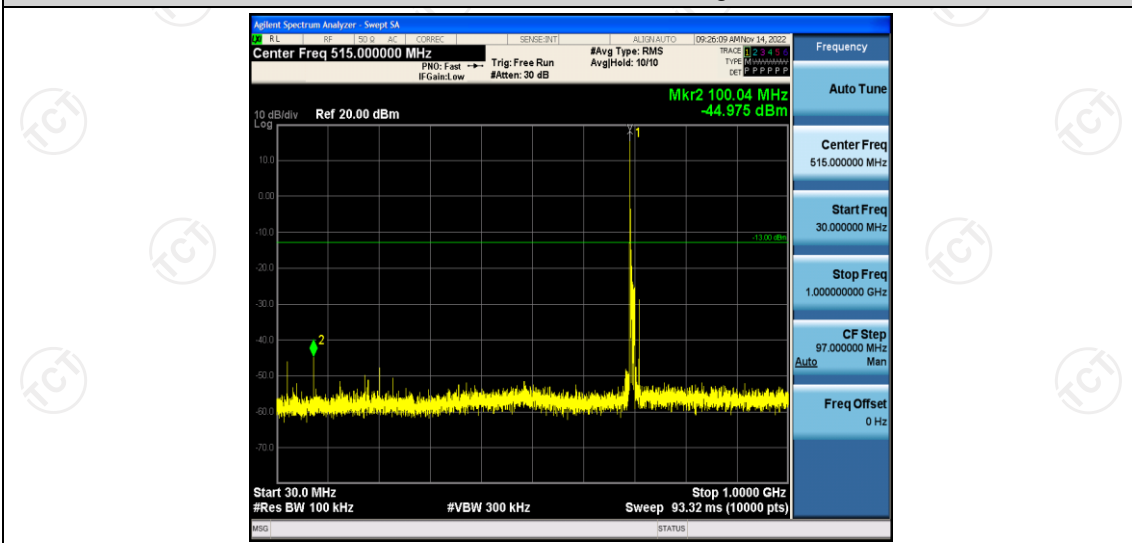 Agilent Spectrum Analyzer - Swept SA
RL RF 50 Ω AC CORREC SENSE:INT ALIGNAUTO 09:26:09 AM Nov 14, 2022
Center Freq 515.000000 MHz
PNO: Fast
IFGain:Low
Trig: Free Run
#Atten: 30 dB
#Avg Type: RMS
Avg|Hold: 10/10
TRACE 1 2 3 4 5 6
TYPE M
DET P P P P P P
Mkr2 100.04 MHz
-44.975 dBm
10 dB/div Ref 20.00 dBm
Log
1
10.0
0.00
-10.0
-13.00 dBm
-20.0
-30.0
-40.0
2
-50.0
-60.0
-70.0
Start 30.0 MHz Stop 1.0000 GHz
#Res BW 100 kHz #VBW 300 kHz Sweep 93.32 ms (10000 pts)
MSG STATUS
Frequency
Auto Tune
Center Freq
515.000000 MHz
Start Freq
30.000000 MHz
Stop Freq
1.000000000 GHz
CF Step
97.000000 MHz
Auto Man
Freq Offset
0 Hz
TCT
TCT
TCT
TCT
TCT
TCT